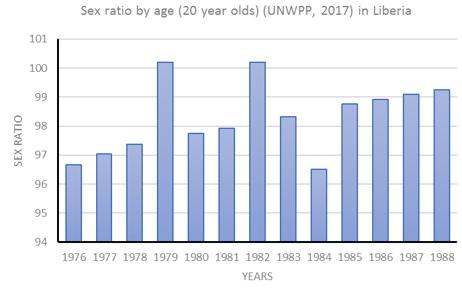 Sex ratio by age (20 year olds) (UNWPP, 2017) in Liberia
101
100
99
98
97
96
95
94
SEX RATIO
1976 1977 1978 1979 1980 1981 1982 1983 1984 1985 1986 1987 1988
YEARS